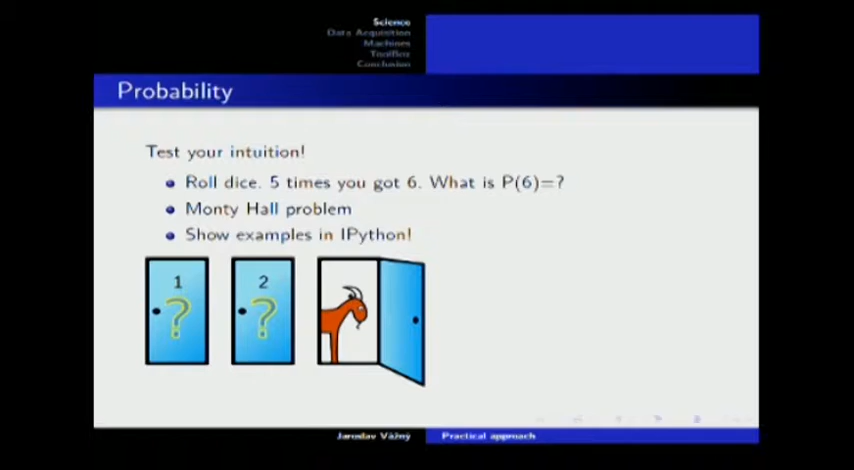 Science
Data Acquisition
Machines
ToolBox
Conclusion
Probability
Test your intuition!
Roll dice. 5 times you got 6. What is P(6)=?
Monty Hall problem
Show examples in IPython!
1
2
?
?
Jaroslav Vážný
Practical approach